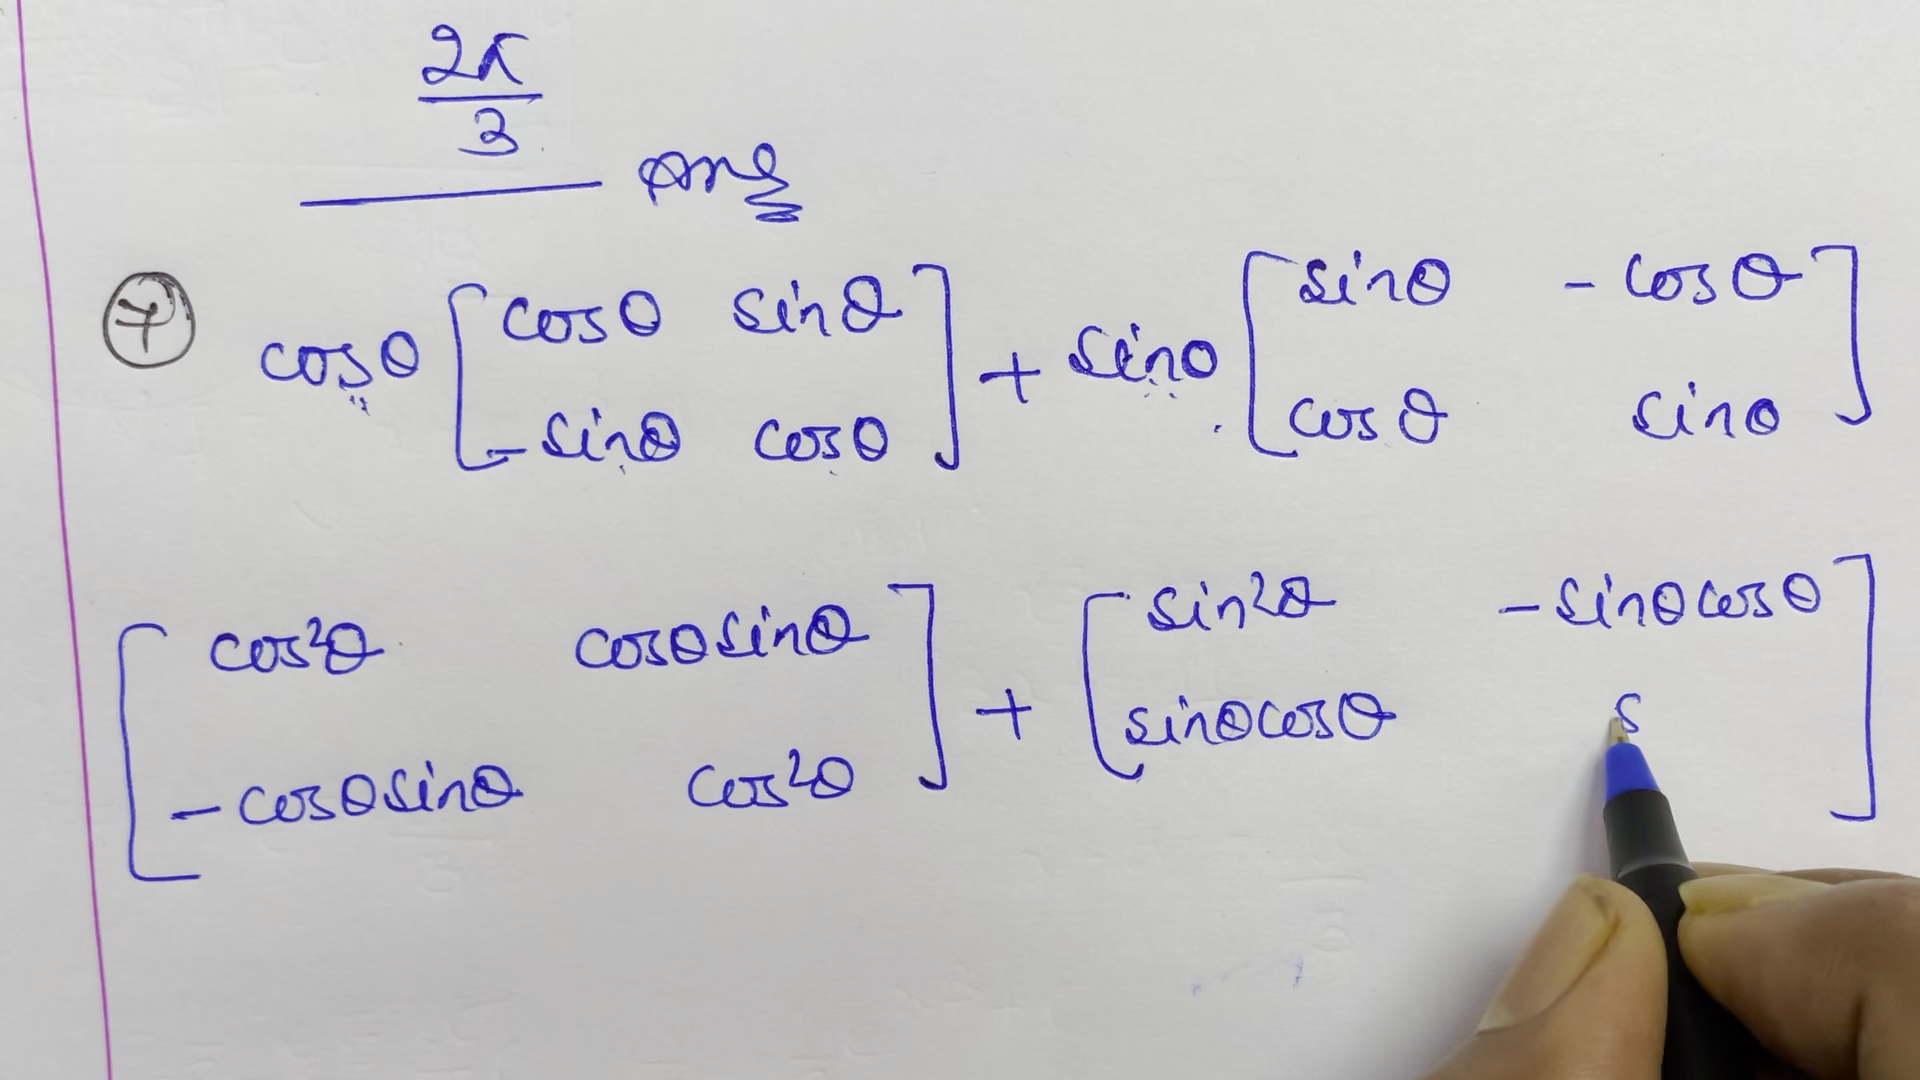 2π
3
Ans
7 cosθ [ cosθ sinθ ] + sinθ [ sinθ - cosθ ]
-sinθ cosθ cosθ sinθ
[ cos²θ cosθsinθ ] + [ sin²θ -sinθcosθ ]
-cosθsinθ cos²θ sinθcosθ s